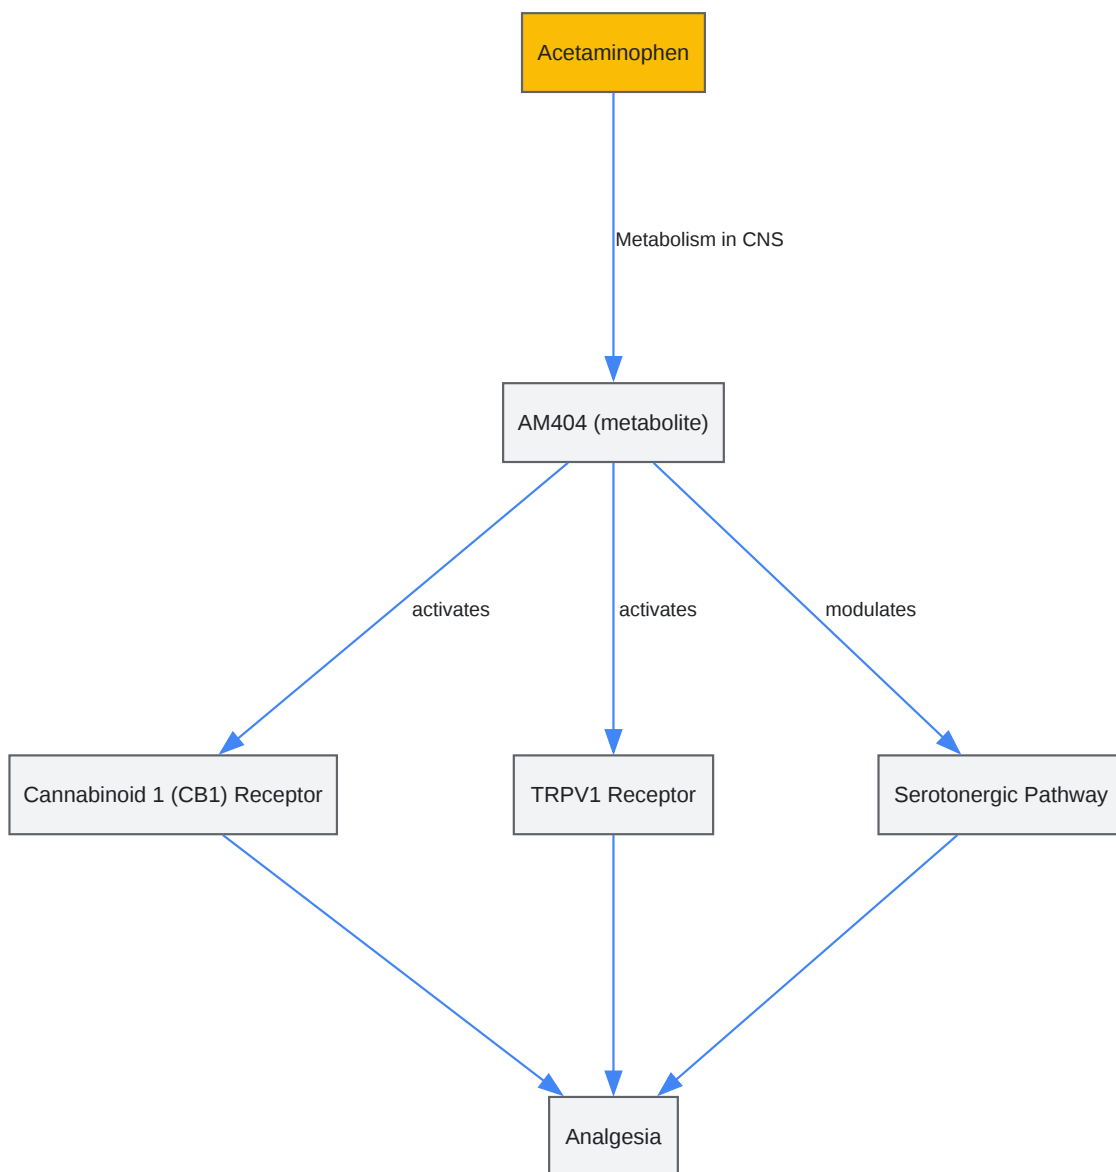 Acetaminophen
Metabolism in CNS
AM404 (metabolite)
activates
activates
modulates
Cannabinoid 1 (CB1) Receptor
TRPV1 Receptor
Serotonergic Pathway
Analgesia